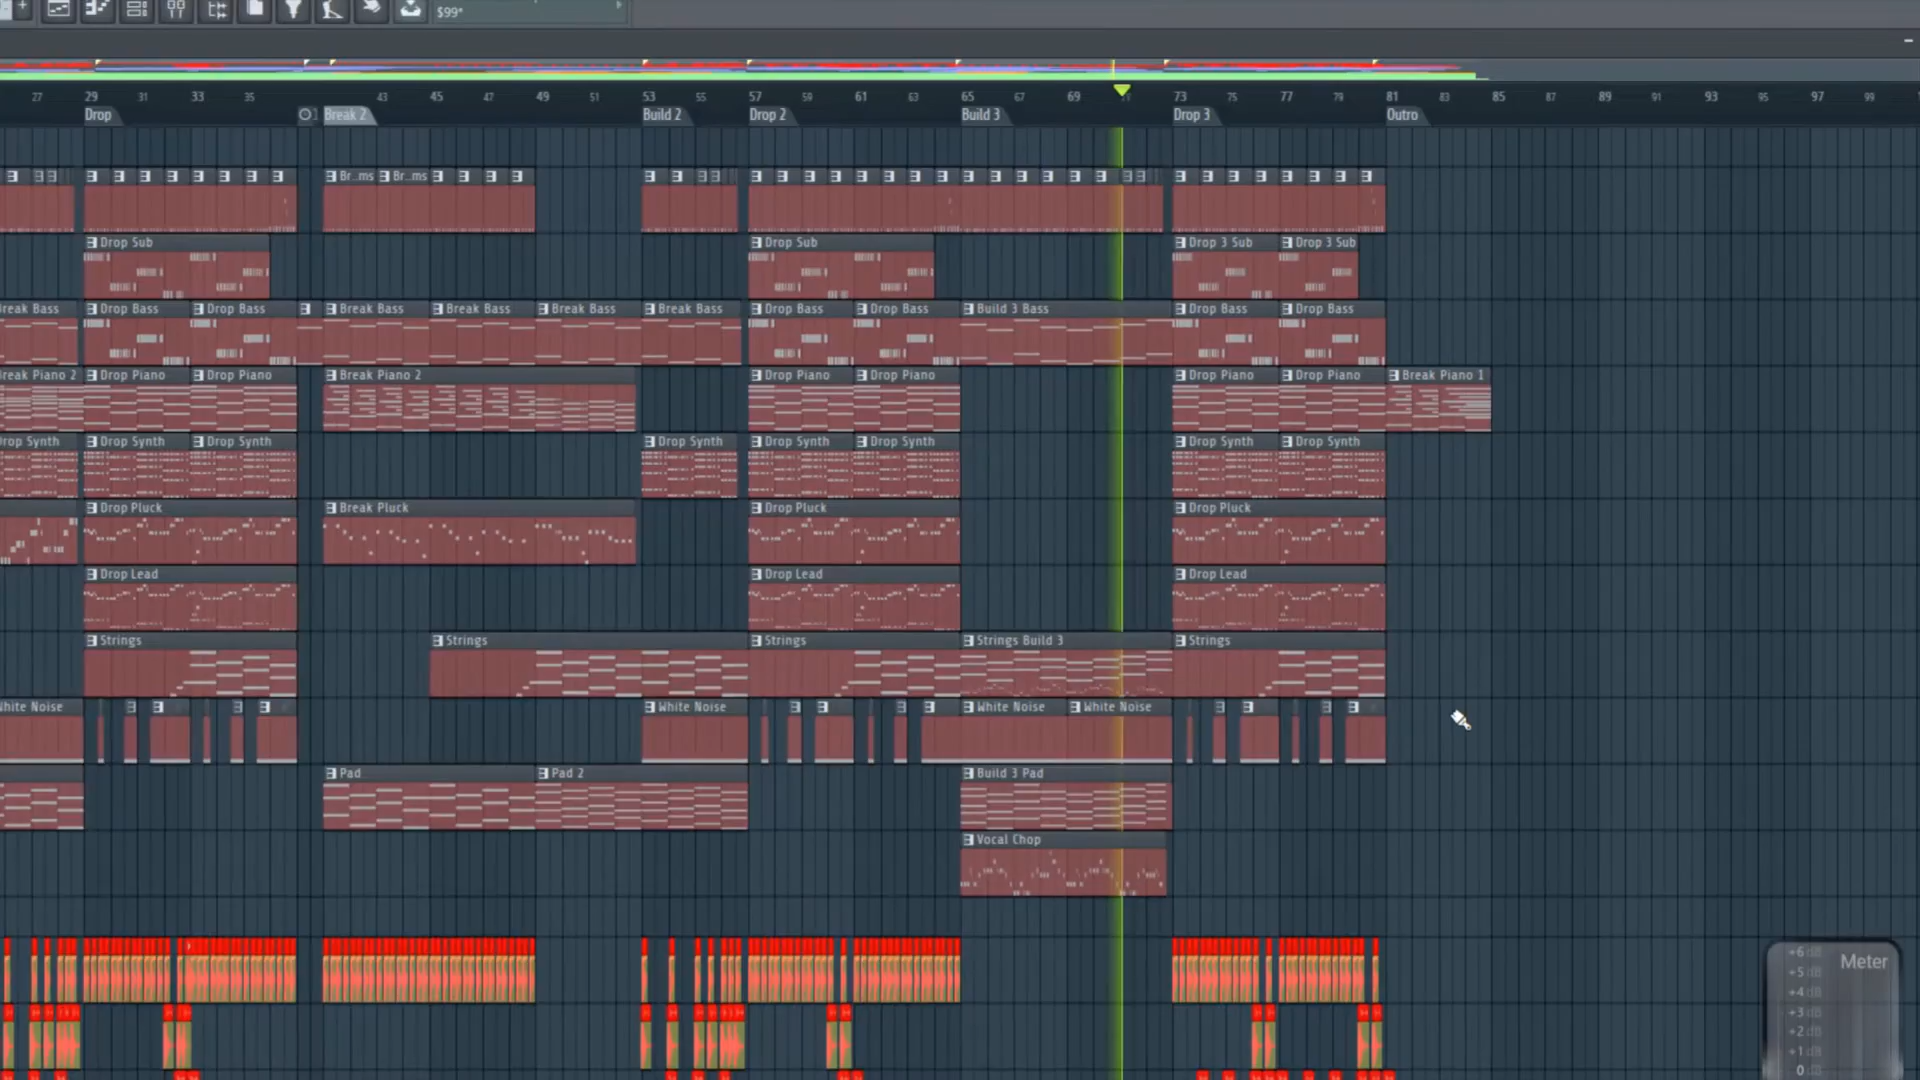 $99*
27 29 31 33 35 43 45 47 49 51 53 55 57 59 61 63 65 67 69 71 73 75 77 79 81 83 85 87 89 91 93 95 97 99
Drop Break 2 Build 2 Drop 2 Build 3 Drop 3 Outro
Br..ms Br..ms
Drop Sub Drop Sub Drop 3 Sub Drop 3 Sub
reak Bass Drop Bass Drop Bass Break Bass Break Bass Break Bass Break Bass Drop Bass Drop Bass Build 3 Bass Drop Bass Drop Bass
reak Piano 2 Drop Piano Drop Piano Break Piano 2 Drop Piano Drop Piano Drop Piano Drop Piano Break Piano 1
rop Synth Drop Synth Drop Synth Drop Synth Drop Synth Drop Synth Drop Synth Drop Synth
Drop Pluck Break Pluck Drop Pluck Drop Pluck
Drop Lead Drop Lead Drop Lead
Strings Strings Strings Strings Build 3 Strings
hite Noise White Noise White Noise White Noise
Pad Pad 2 Build 3 Pad
Vocal Chop
+6 dB Meter
+5 dB
+4 dB
+3 dB
+2 dB
+1 dB
0 dB